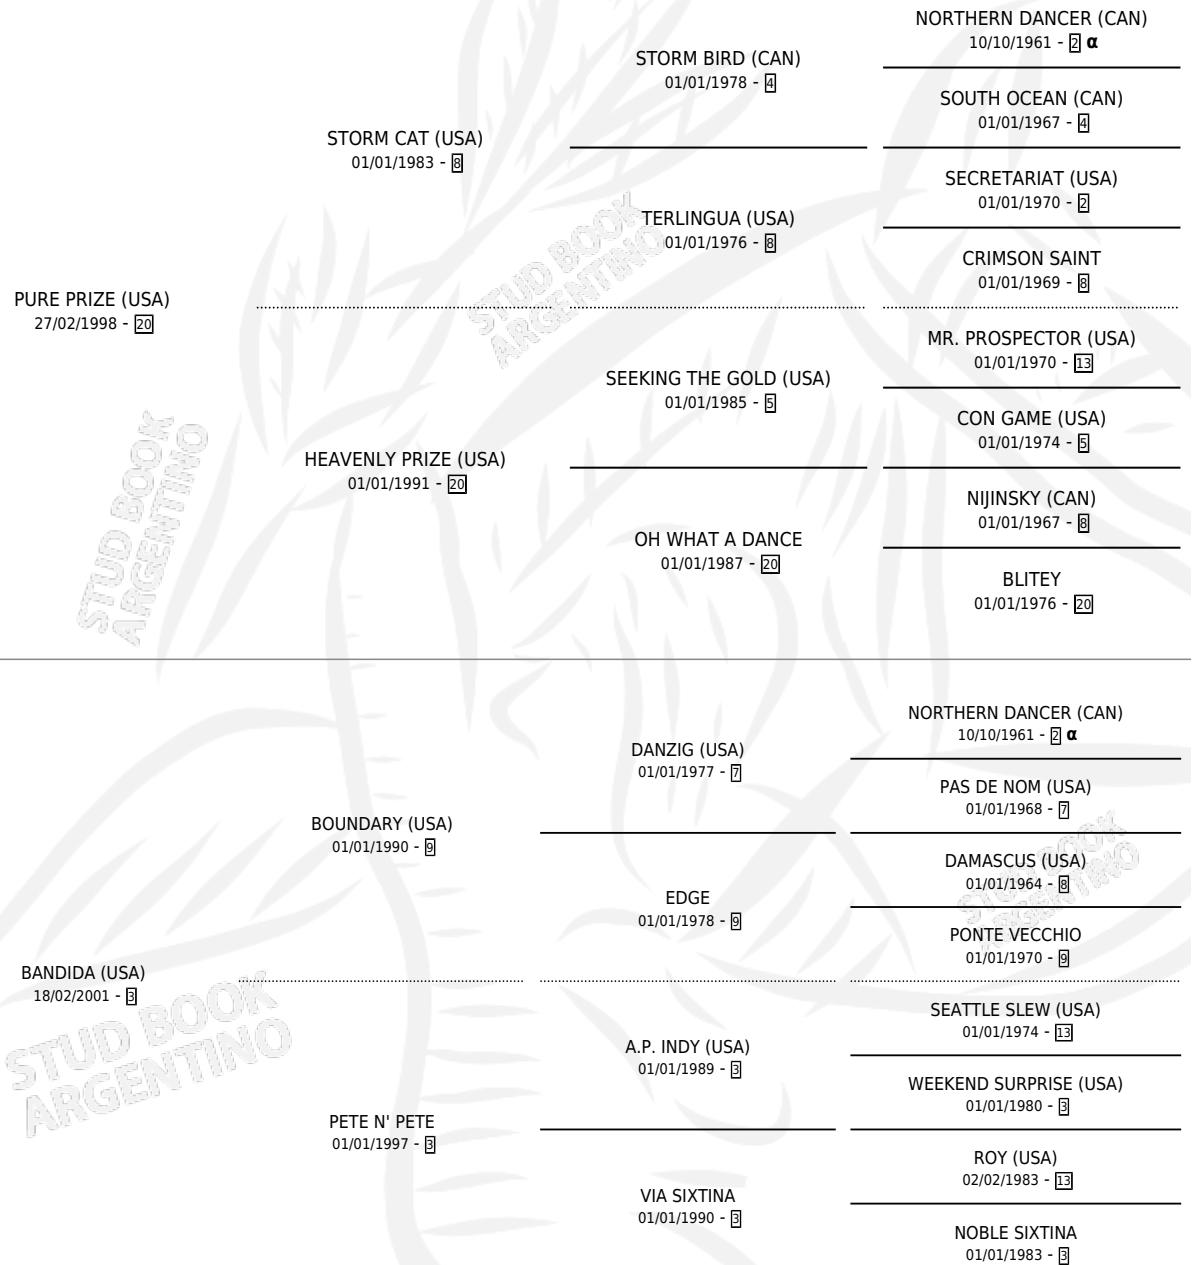 NORTHERN DANCER (CAN)
10/10/1961 - 2 α
STORM BIRD (CAN)
01/01/1978 - 4
SOUTH OCEAN (CAN)
01/01/1967 - 4
STORM CAT (USA)
01/01/1983 - 8
SECRETARIAT (USA)
01/01/1970 - 2
TERLINGUA (USA)
01/01/1976 - 8
CRIMSON SAINT
01/01/1969 - 8
PURE PRIZE (USA)
27/02/1998 - 20
MR. PROSPECTOR (USA)
01/01/1970 - 13
SEEKING THE GOLD (USA)
01/01/1985 - 5
CON GAME (USA)
01/01/1974 - 5
HEAVENLY PRIZE (USA)
01/01/1991 - 20
NIJINSKY (CAN)
01/01/1967 - 8
OH WHAT A DANCE
01/01/1987 - 20
BLITEY
01/01/1976 - 20
NORTHERN DANCER (CAN)
10/10/1961 - 2 α
DANZIG (USA)
01/01/1977 - 7
PAS DE NOM (USA)
01/01/1968 - 7
BOUNDARY (USA)
01/01/1990 - 9
DAMASCUS (USA)
01/01/1964 - 8
EDGE
01/01/1978 - 9
PONTE VECCHIO
01/01/1970 - 9
BANDIDA (USA)
18/02/2001 - 3
SEATTLE SLEW (USA)
01/01/1974 - 13
A.P. INDY (USA)
01/01/1989 - 3
WEEKEND SURPRISE (USA)
01/01/1980 - 3
PETE N' PETE
01/01/1997 - 3
ROY (USA)
02/02/1983 - 13
VIA SIXTINA
01/01/1990 - 3
NOBLE SIXTINA
01/01/1983 - 3
STUD BOOK
ARGENTINO
STUD BOOK
ARGENTINO
STUD BOOK
ARGENTINO
STUD BOOK
ARGENTINO